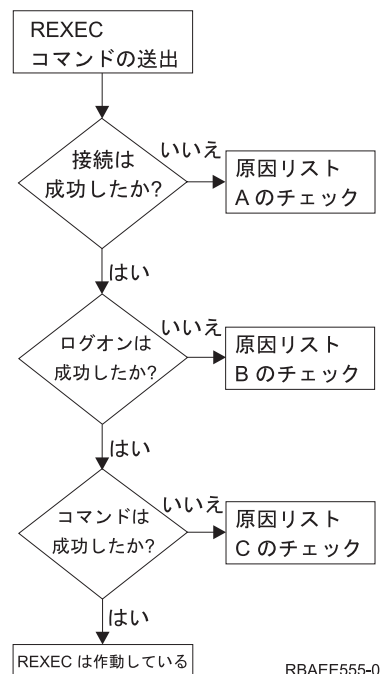 REXEC
コマンドの送出
接続は
成功したか?
いいえ
原因リスト
A のチェック
はい
ログオンは
成功したか?
いいえ
原因リスト
B のチェック
はい
コマンドは
成功したか?
いいえ
原因リスト
C のチェック
はい
REXEC は作動している
RBAFE555-0